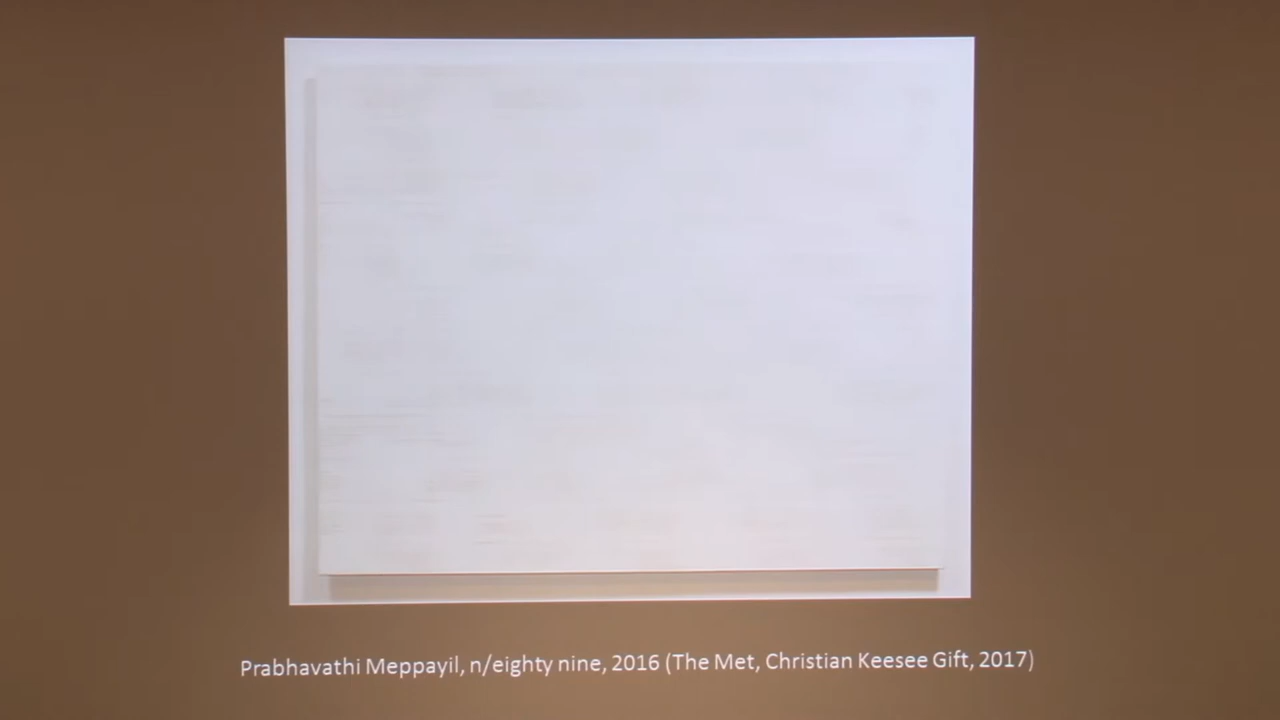 Prabhavathi Meppayil, n/eighty nine, 2016 (The Met, Christian Keesee Gift, 2017)